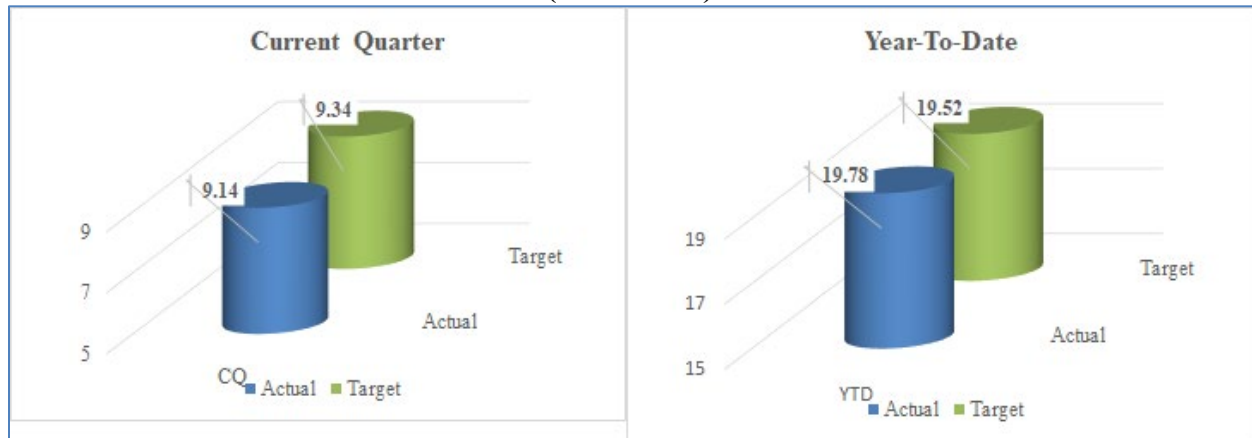 Current Quarter
9.34
9.14
9
7
5
Target
Actual
CQ
Actual Target
Year-To-Date
19.52
19.78
19
17
15
Target
Actual
YTD
Actual Target